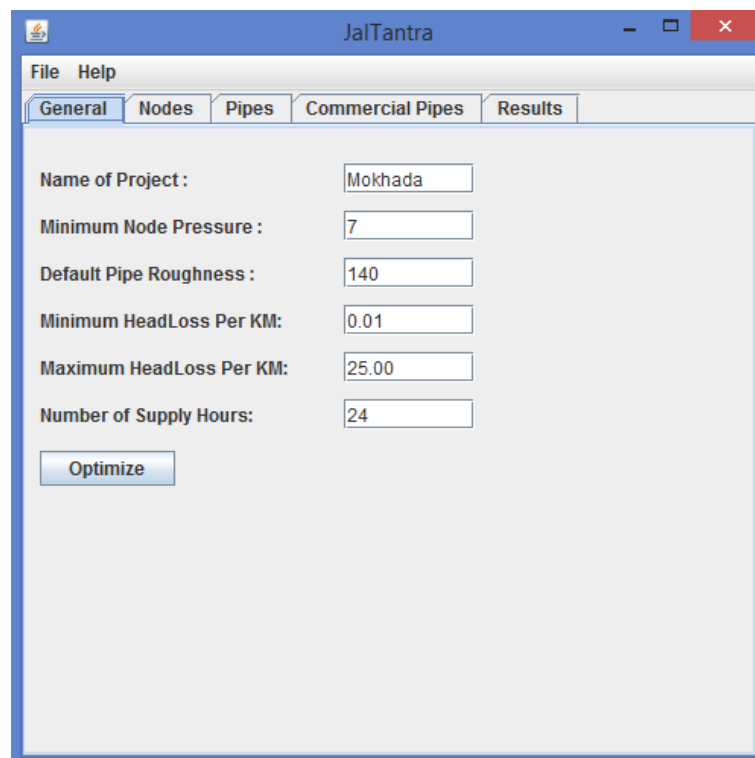 JalTantra
File Help
General Nodes Pipes Commercial Pipes Results
Name of Project : Mokhada
Minimum Node Pressure : 7
Default Pipe Roughness : 140
Minimum HeadLoss Per KM: 0.01
Maximum HeadLoss Per KM: 25.00
Number of Supply Hours: 24
Optimize